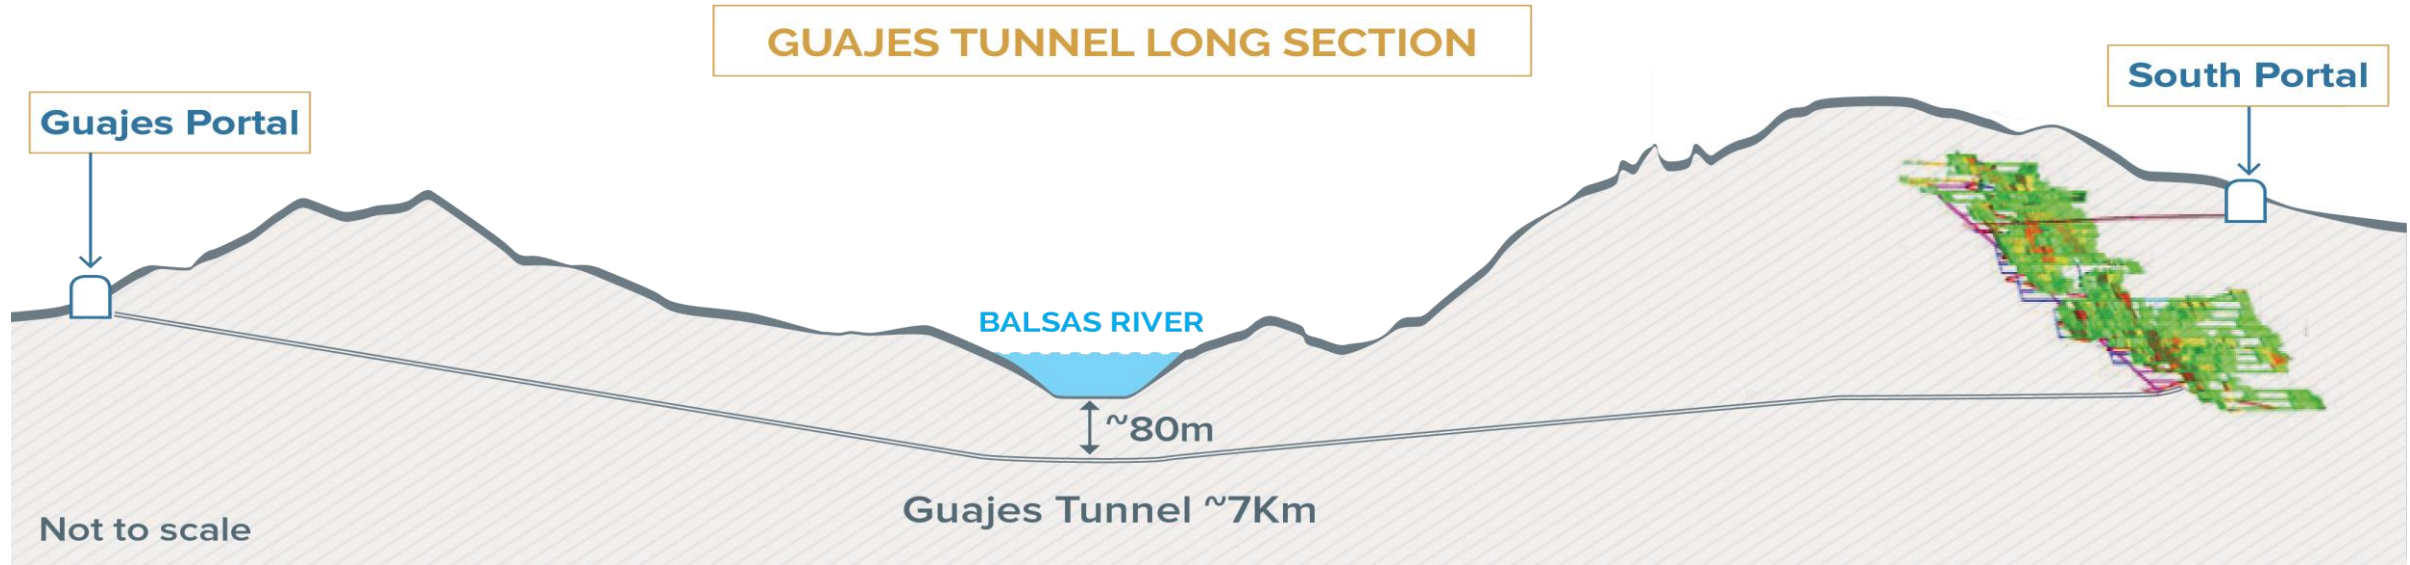 GUAJES TUNNEL LONG SECTION
South Portal
Guajes Portal
BALSAS RIVER
~80m
Guajes Tunnel ~7Km
Not to scale